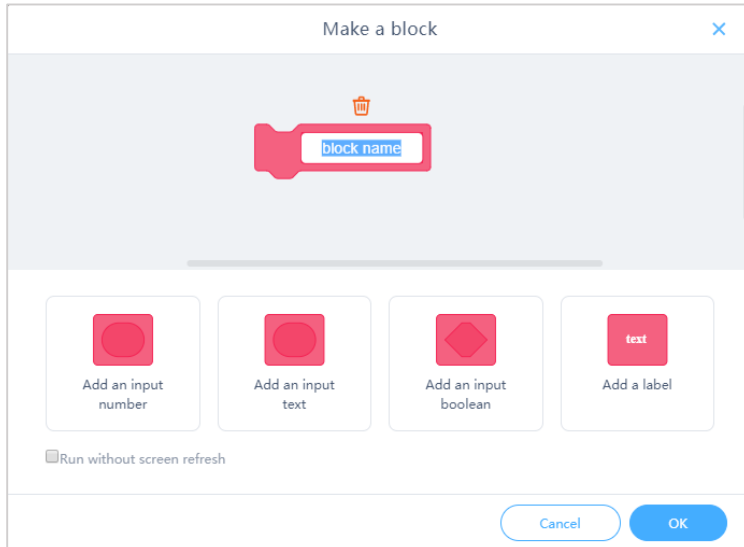 Make a block
block name
Add an input
number
Add an input
text
Add an input
boolean
text
Add a label
Run without screen refresh
Cancel
OK